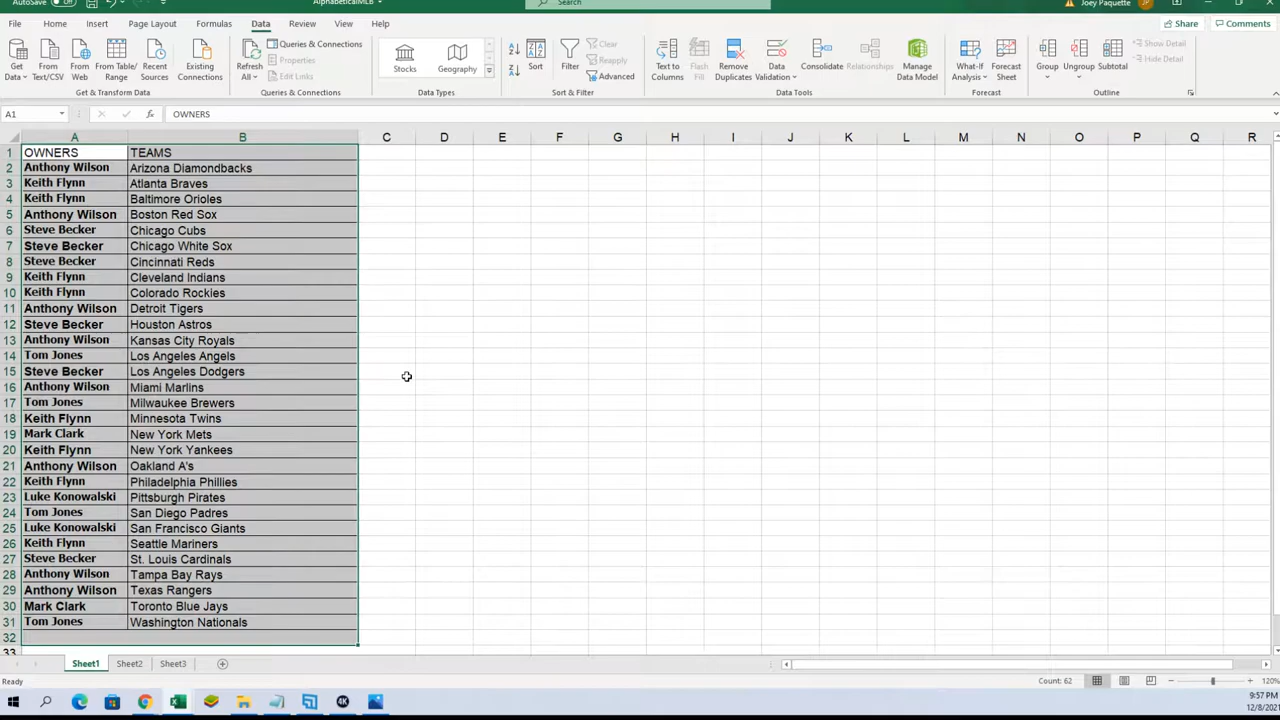 AutoSave Off AlphabeticalMLB Search Joey Paquette JP
File Home Insert Page Layout Formulas Data Review View Help Share Comments
Get Data From Text/CSV From Web From Table/Range Recent Sources Existing Connections
Get & Transform Data
Refresh All Queries & Connections Properties Edit Links
Queries & Connections
Stocks Geography
Data Types
Sort Filter Clear Reapply Advanced
Sort & Filter
Text to Columns Flash Fill Remove Duplicates Data Validation Consolidate Relationships Manage Data Model
Data Tools
What-If Analysis Forecast Sheet
Forecast
Group Ungroup Subtotal Show Detail Hide Detail
Outline
A1 fx OWNERS
A B C D E F G H I J K L M N O P Q R
1 OWNERS TEAMS
2 Anthony Wilson Arizona Diamondbacks
3 Keith Flynn Atlanta Braves
4 Keith Flynn Baltimore Orioles
5 Anthony Wilson Boston Red Sox
6 Steve Becker Chicago Cubs
7 Steve Becker Chicago White Sox
8 Steve Becker Cincinnati Reds
9 Keith Flynn Cleveland Indians
10 Keith Flynn Colorado Rockies
11 Anthony Wilson Detroit Tigers
12 Steve Becker Houston Astros
13 Anthony Wilson Kansas City Royals
14 Tom Jones Los Angeles Angels
15 Steve Becker Los Angeles Dodgers
16 Anthony Wilson Miami Marlins
17 Tom Jones Milwaukee Brewers
18 Keith Flynn Minnesota Twins
19 Mark Clark New York Mets
20 Keith Flynn New York Yankees
21 Anthony Wilson Oakland A's
22 Keith Flynn Philadelphia Phillies
23 Luke Konowalski Pittsburgh Pirates
24 Tom Jones San Diego Padres
25 Luke Konowalski San Francisco Giants
26 Keith Flynn Seattle Mariners
27 Steve Becker St. Louis Cardinals
28 Anthony Wilson Tampa Bay Rays
29 Anthony Wilson Texas Rangers
30 Mark Clark Toronto Blue Jays
31 Tom Jones Washington Nationals
32
33
Sheet1 Sheet2 Sheet3
Ready Count: 62 120%
4K 9:57 PM
12/8/2021